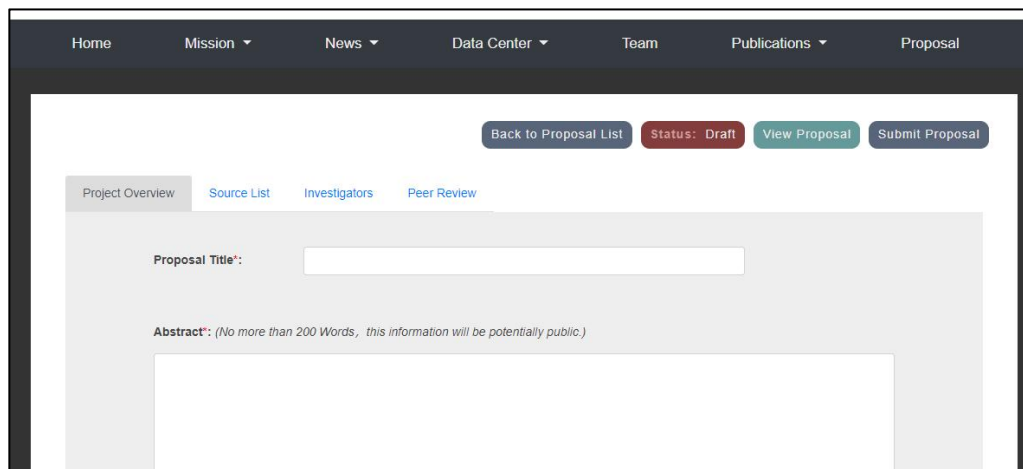 Home Mission News Data Center Team Publications Proposal
Back to Proposal List Status: Draft View Proposal Submit Proposal
Project Overview Source List Investigators Peer Review
Proposal Title*:
Abstract*: (No more than 200 Words，this information will be potentially public.)